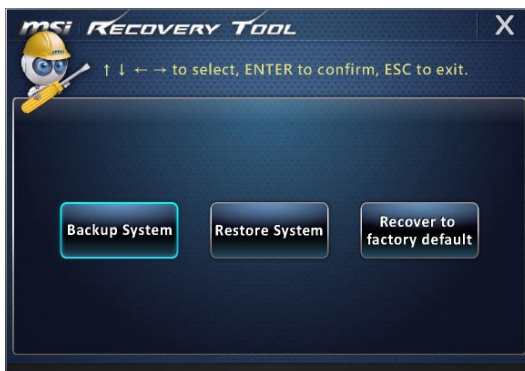 msi Recovery Tool X
↑ ↓ ← → to select, ENTER to confirm, ESC to exit.
Backup System
Restore System
Recover to
factory default